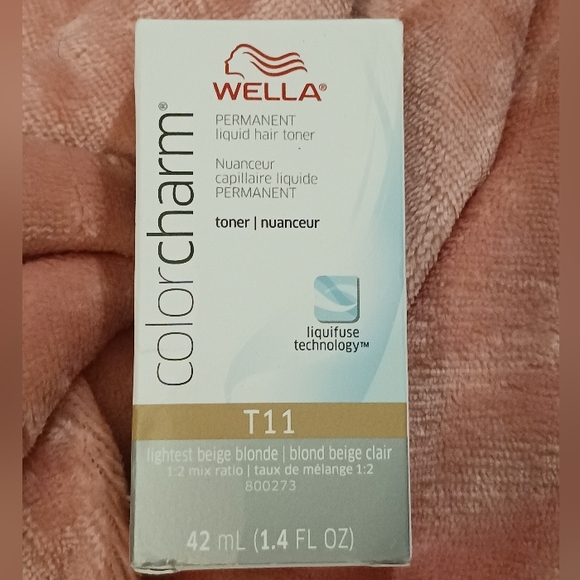 WELLA®
PERMANENT
liquid hair toner
Nuanceur
capillaire liquide
PERMANENT
toner | nuanceur
colorcharm®
liquifuse
technology™
T11
lightest beige blonde | blond beige clair
1:2 mix ratio | taux de mélange 1:2
800273
42 mL (1.4 FL OZ)